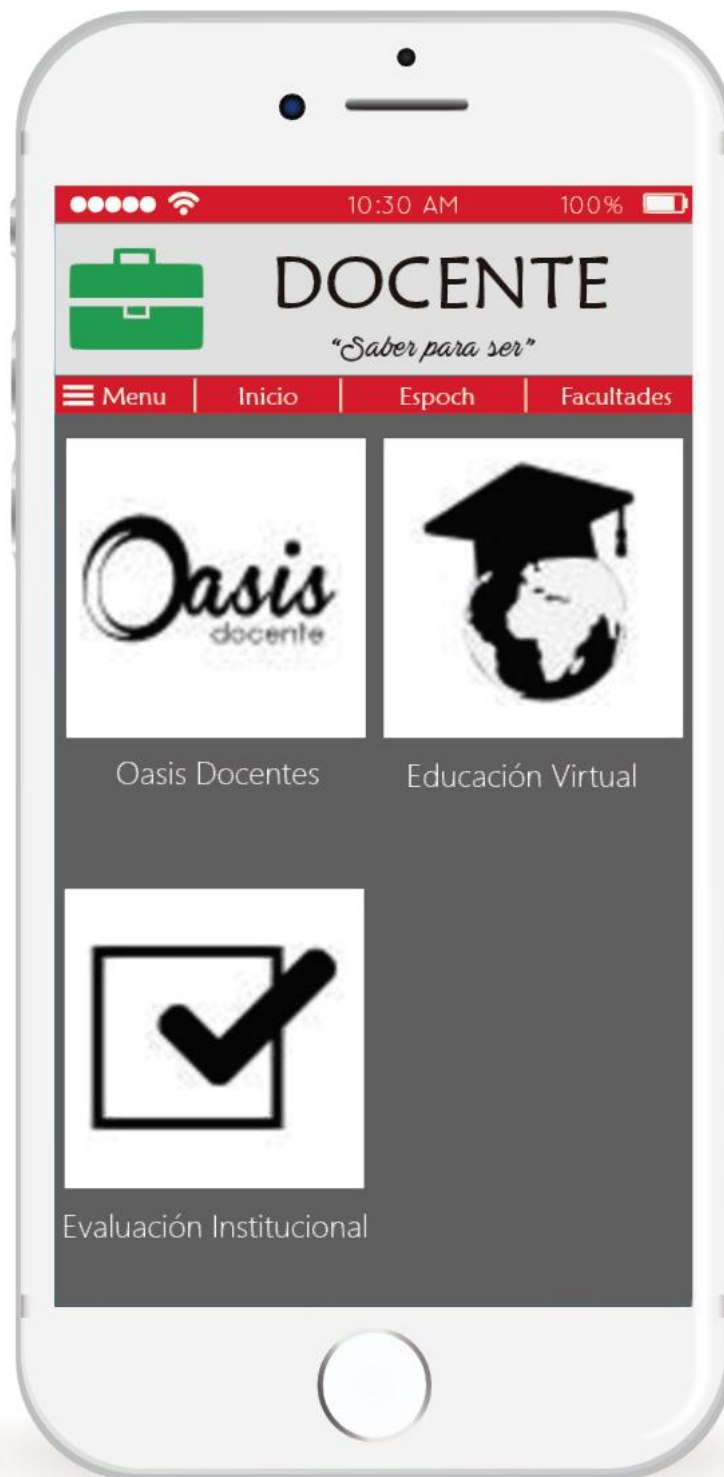 10:30 AM 100%
DOCENTE
“Saber para ser”
Menu Inicio Espoch Facultades
Oasis
docente
Oasis Docentes Educación Virtual
Evaluación Institucional